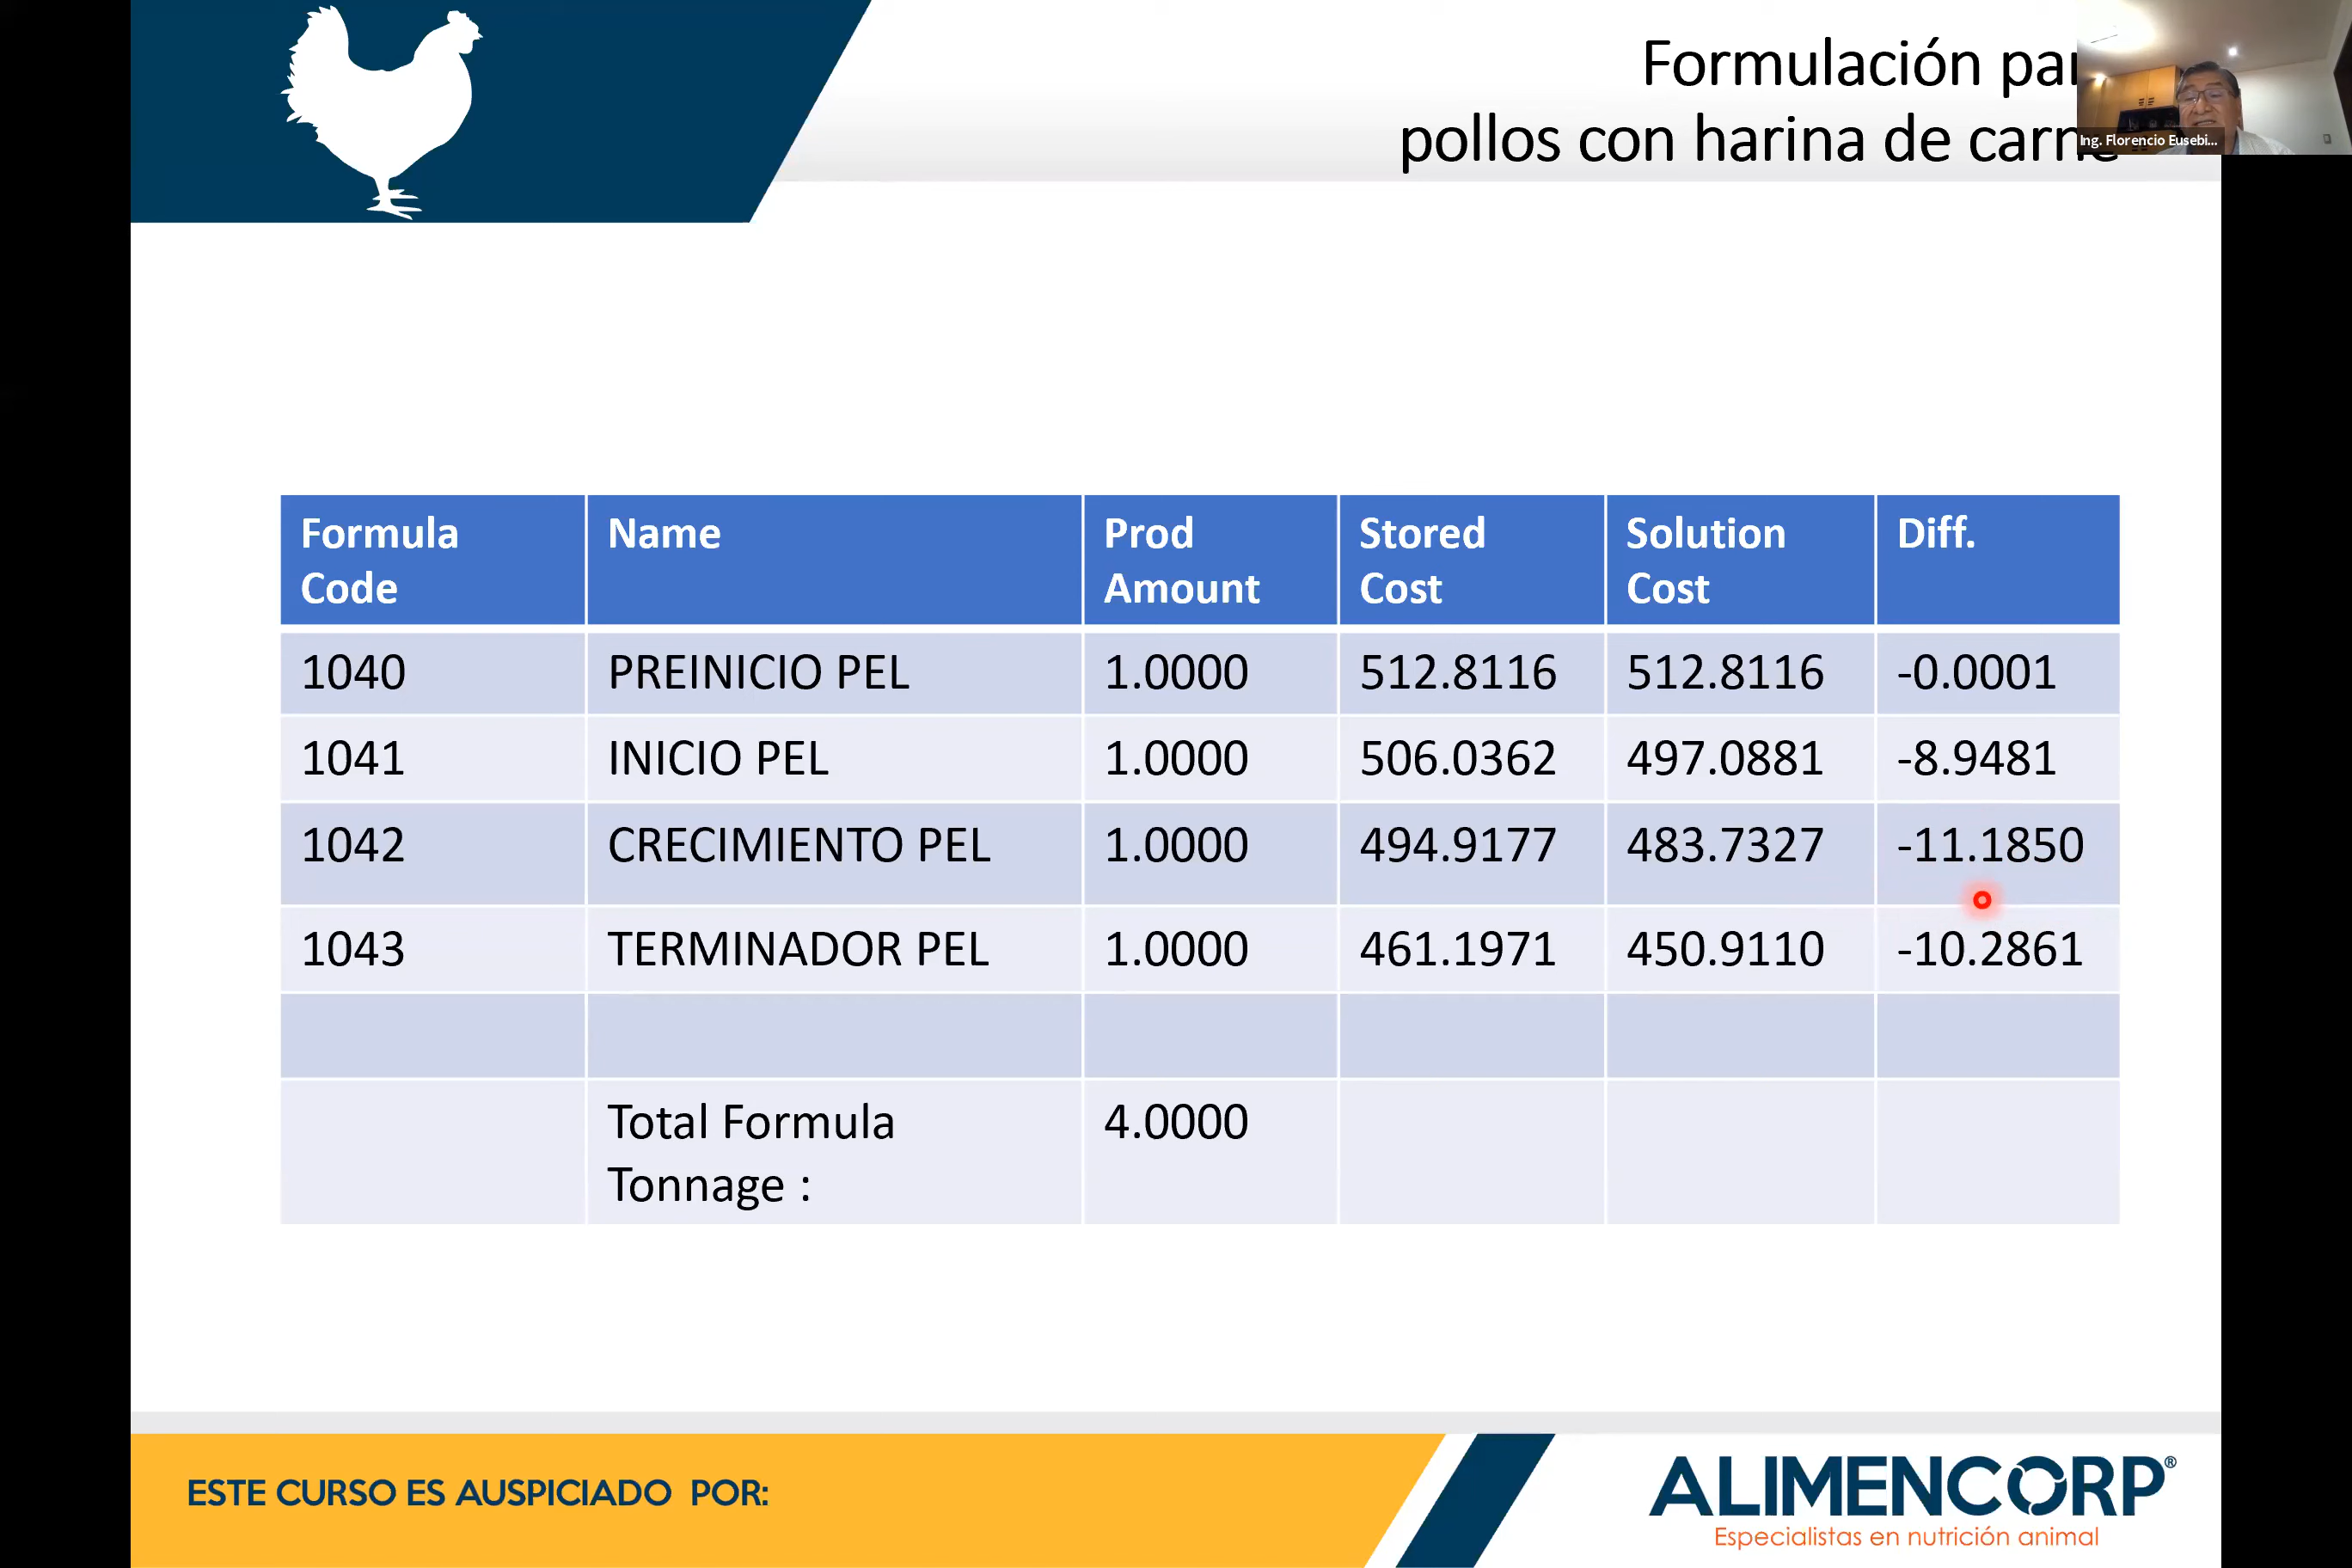 Formulación par
pollos con harina de carne
Ing. Florencio Eusebi...
Formula Code Name Prod Amount Stored Cost Solution Cost Diff.
1040 PREINICIO PEL 1.0000 512.8116 512.8116 -0.0001
1041 INICIO PEL 1.0000 506.0362 497.0881 -8.9481
1042 CRECIMIENTO PEL 1.0000 494.9177 483.7327 -11.1850
1043 TERMINADOR PEL 1.0000 461.1971 450.9110 -10.2861
Total Formula Tonnage : 4.0000
ESTE CURSO ES AUSPICIADO POR:
ALIMENCORP®
Especialistas en nutrición animal